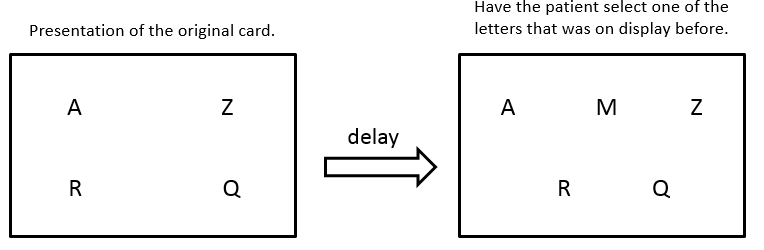 Presentation of the original card.
A Z
R Q
delay
Have the patient select one of the
letters that was on display before.
A M Z
R Q